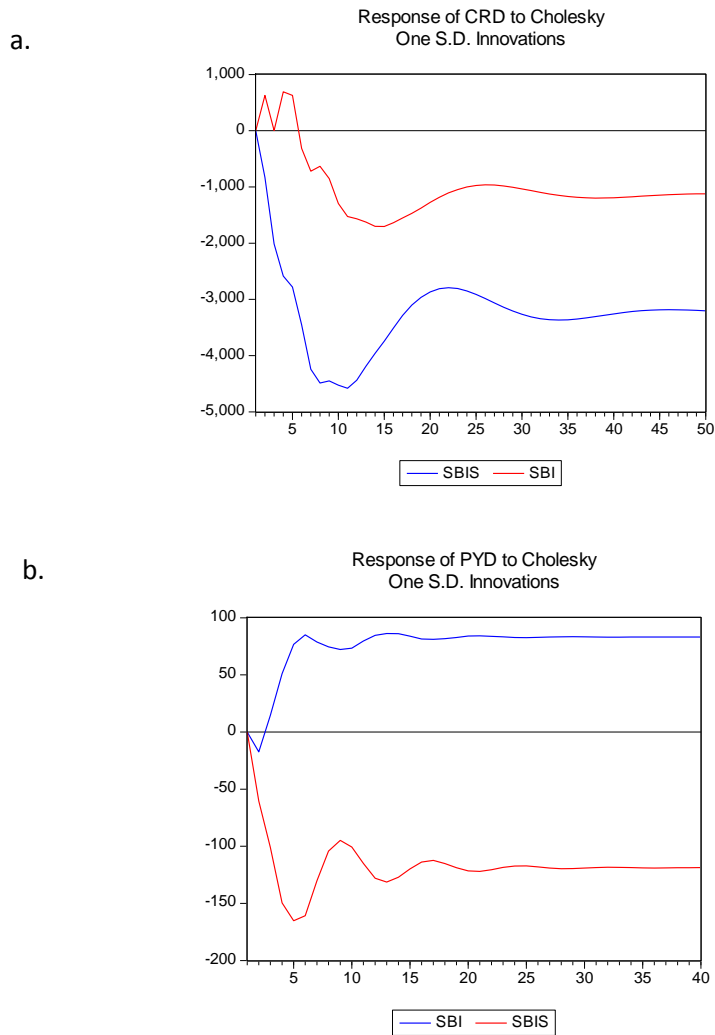 a.
Response of CRD to Cholesky
One S.D. Innovations
1,000
0
-1,000
-2,000
-3,000
-4,000
-5,000
5 10 15 20 25 30 35 40 45 50
SBIS SBI
b.
Response of PYD to Cholesky
One S.D. Innovations
100
50
0
-50
-100
-150
-200
5 10 15 20 25 30 35 40
SBI SBIS